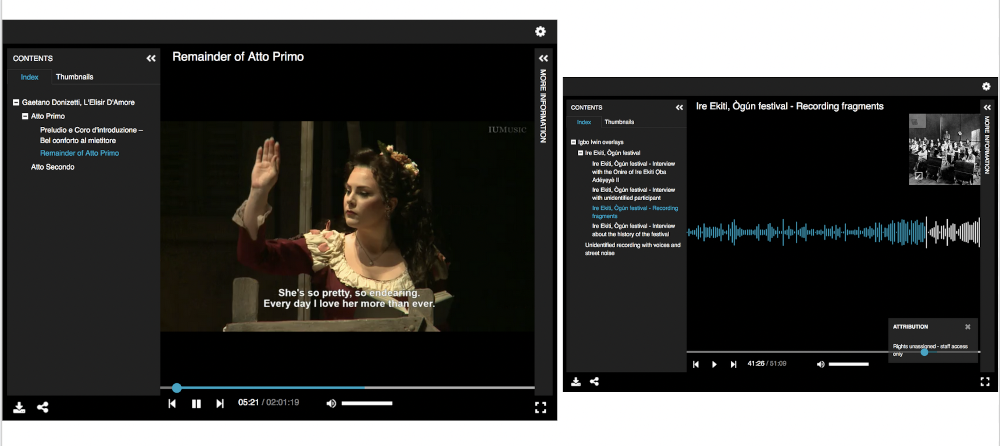 CONTENTS
Index
Thumbnails
Gaetano Donizetti, L'Elisir D'Amore
Atto Primo
Preludio e Coro d'introduzione –
Bel conforto al mietitore
Remainder of Atto Primo
Atto Secondo
Remainder of Atto Primo
IUMUSIC
She's so pretty, so endearing.
Every day I love her more than ever.
05:21 / 02:01:19
MORE INFORMATION
CONTENTS
Index
Thumbnails
Igbo Iwin overlays
Ire Ekiti, Ògún festival
Ire Ekiti, Ògún festival - Interview
with the Onire of Ire Ekiti Ọba
Adéyẹyè II
Ire Ekiti, Ògún festival - Interview
with unidentified participant
Ire Ekiti, Ògún festival - Recording
fragments
Ire Ekiti, Ògún festival - Interview
about the history of the festival
Unidentified recording with voices and
street noise
Ire Ekiti, Ògún festival - Recording fragments
ATTRIBUTION
Rights unassigned - staff access
only
41:26 / 51:09
MORE INFORMATION